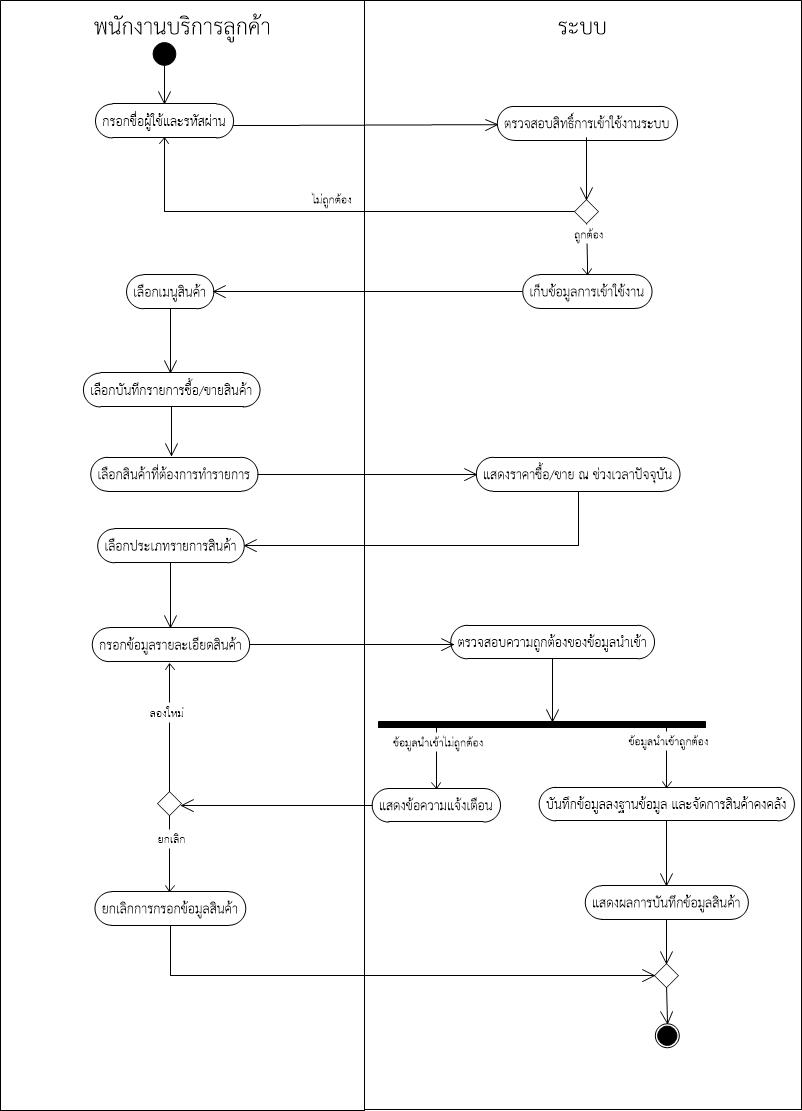 พนักงานบริการลูกค้า
ระบบ
กรอกชื่อผู้ใช้และรหัสผ่าน
ตรวจสอบสิทธิ์การเข้าใช้งานระบบ
ไม่ถูกต้อง
ถูกต้อง
เลือกเมนูสินค้า
เก็บข้อมูลการเข้าใช้งาน
เลือกบันทึกรายการซื้อ/ขายสินค้า
เลือกสินค้าที่ต้องการทำรายการ
แสดงราคาซื้อ/ขาย ณ ช่วงเวลาปัจจุบัน
เลือกประเภทรายการสินค้า
กรอกข้อมูลรายละเอียดสินค้า
ตรวจสอบความถูกต้องของข้อมูลนำเข้า
ลองใหม่
ข้อมูลนำเข้าไม่ถูกต้อง
ข้อมูลนำเข้าถูกต้อง
แสดงข้อความแจ้งเตือน
บันทึกข้อมูลลงฐานข้อมูล และจัดการสินค้าคงคลัง
ยกเลิก
ยกเลิกการกรอกข้อมูลสินค้า
แสดงผลการบันทึกข้อมูลสินค้า